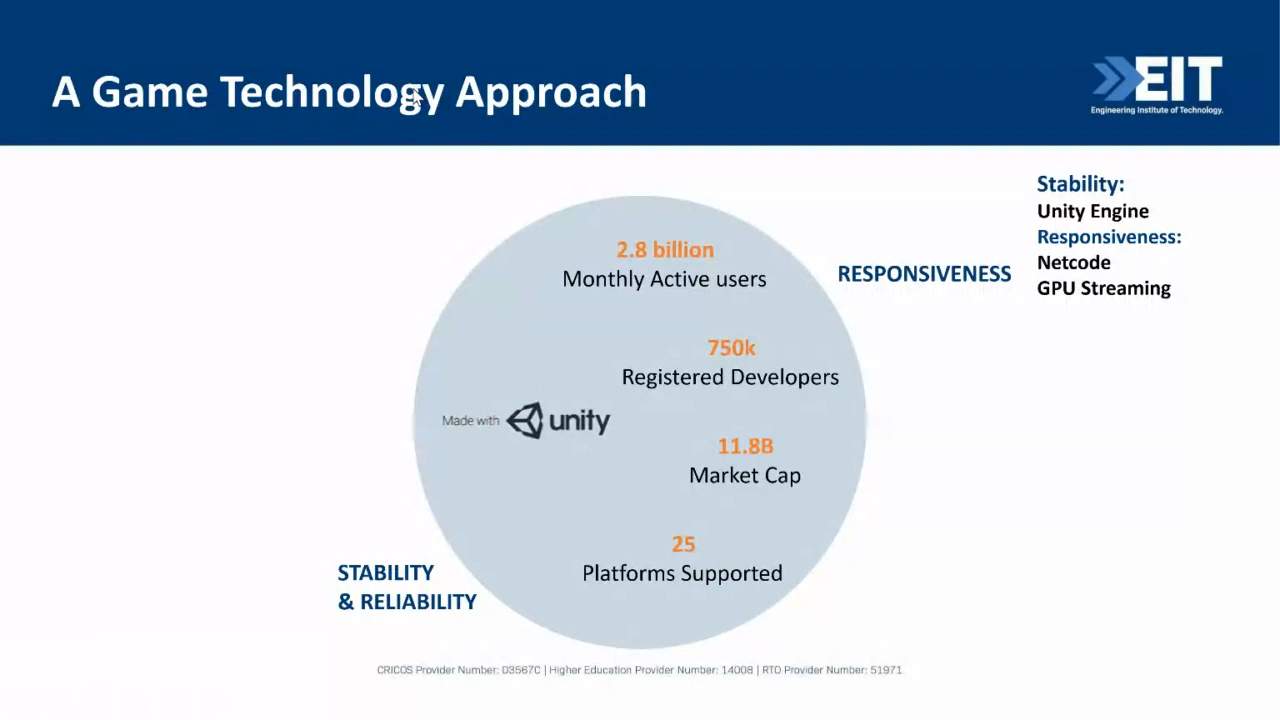 A Game Technology Approach
EIT
Engineering Institute of Technology.
Stability:
Unity Engine
Responsiveness:
Netcode
GPU Streaming
RESPONSIVENESS
2.8 billion
Monthly Active users
750k
Registered Developers
Made with unity
11.8B
Market Cap
25
Platforms Supported
STABILITY
& RELIABILITY
CRICOS Provider Number: 03567C | Higher Education Provider Number: 14008 | RTO Provider Number: 51971